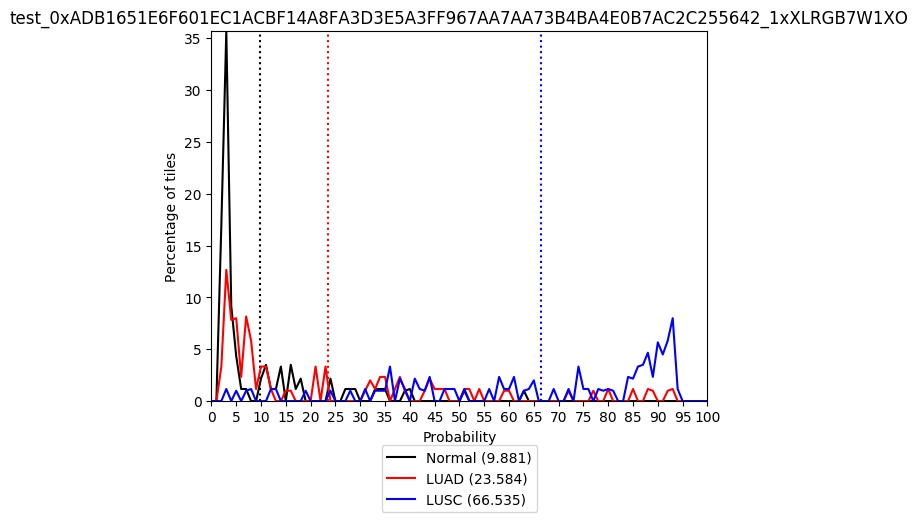 test_0xADB1651E6F601EC1ACBF14A8FA3D3E5A3FF967AA7AA73B4BA4E0B7AC2C255642_1xXLRGB7W1XO
35
30
25
20
15
10
5
0
Percentage of tiles
0 5 10 15 20 25 30 35 40 45 50 55 60 65 70 75 80 85 90 95 100
Probability
Normal (9.881)
LUAD (23.584)
LUSC (66.535)